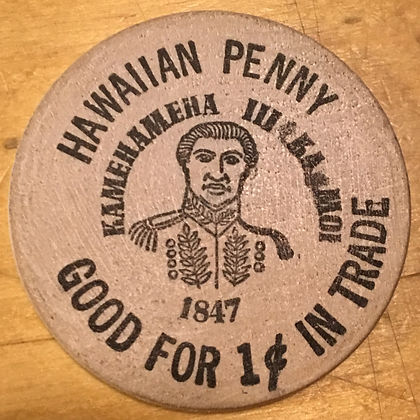 HAWAIIAN PENNY
KAMEHAMEHA III KA MOI
1847
GOOD FOR 1¢ IN TRADE